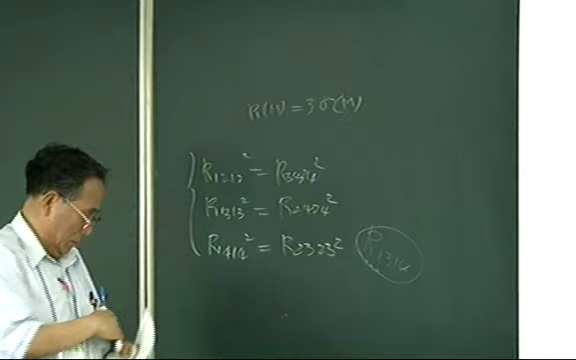 R(M) = 3σ(M)
R1212² = R3434²
R1313² = R2424²
R1414² = R2323²
R1314